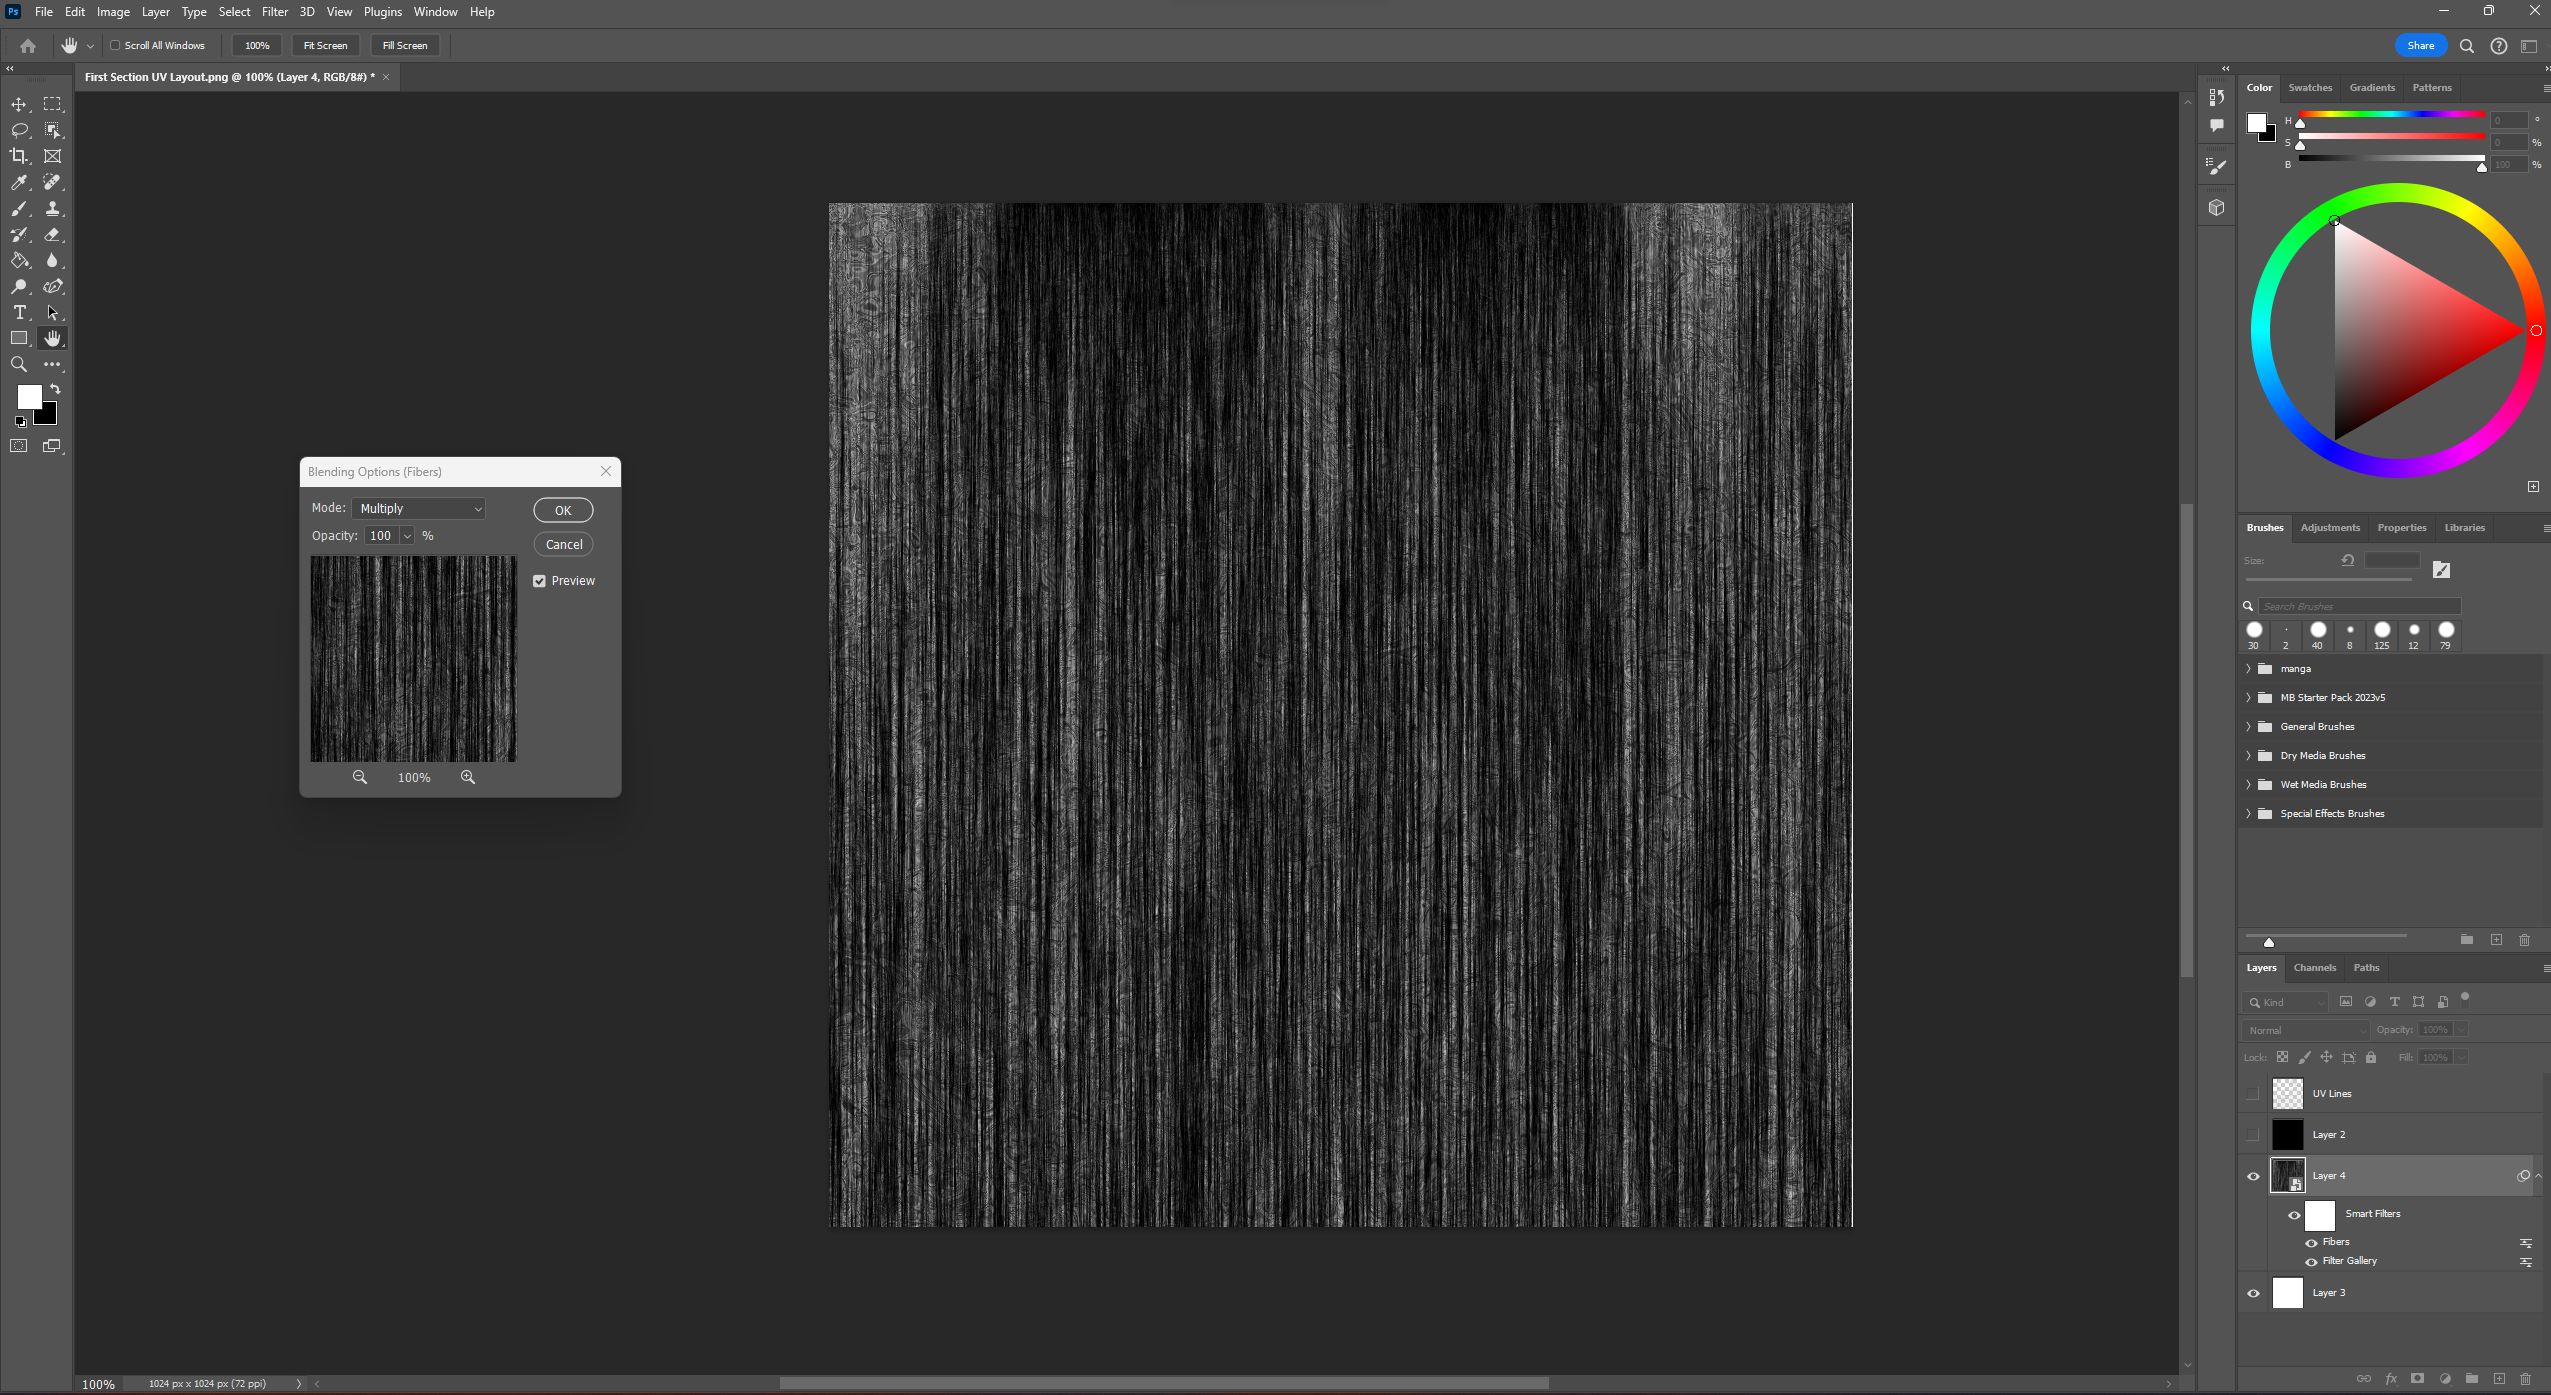 Ps File Edit Image Layer Type Select Filter 3D View Plugins Window Help
Scroll All Windows 100% Fit Screen Fill Screen Share
First Section UV Layout.png @ 100% (Layer 4, RGB/8#) * ×
Color Swatches Gradients Patterns
H 0 °
S 0 %
B 100 %
Blending Options (Fibers)
Mode: Multiply OK
Opacity: 100 % Cancel
Preview
100%
Brushes Adjustments Properties Libraries
Size:
Search Brushes
30 2 40 8 125 12 79
manga
MB Starter Pack 2023v5
General Brushes
Dry Media Brushes
Wet Media Brushes
Special Effects Brushes
Layers Channels Paths
Kind
Normal Opacity: 100%
Lock: Fill: 100%
UV Lines
Layer 2
Layer 4
Smart Filters
Fibers
Filter Gallery
Layer 3
fx
100% 1024 px x 1024 px (72 ppi)